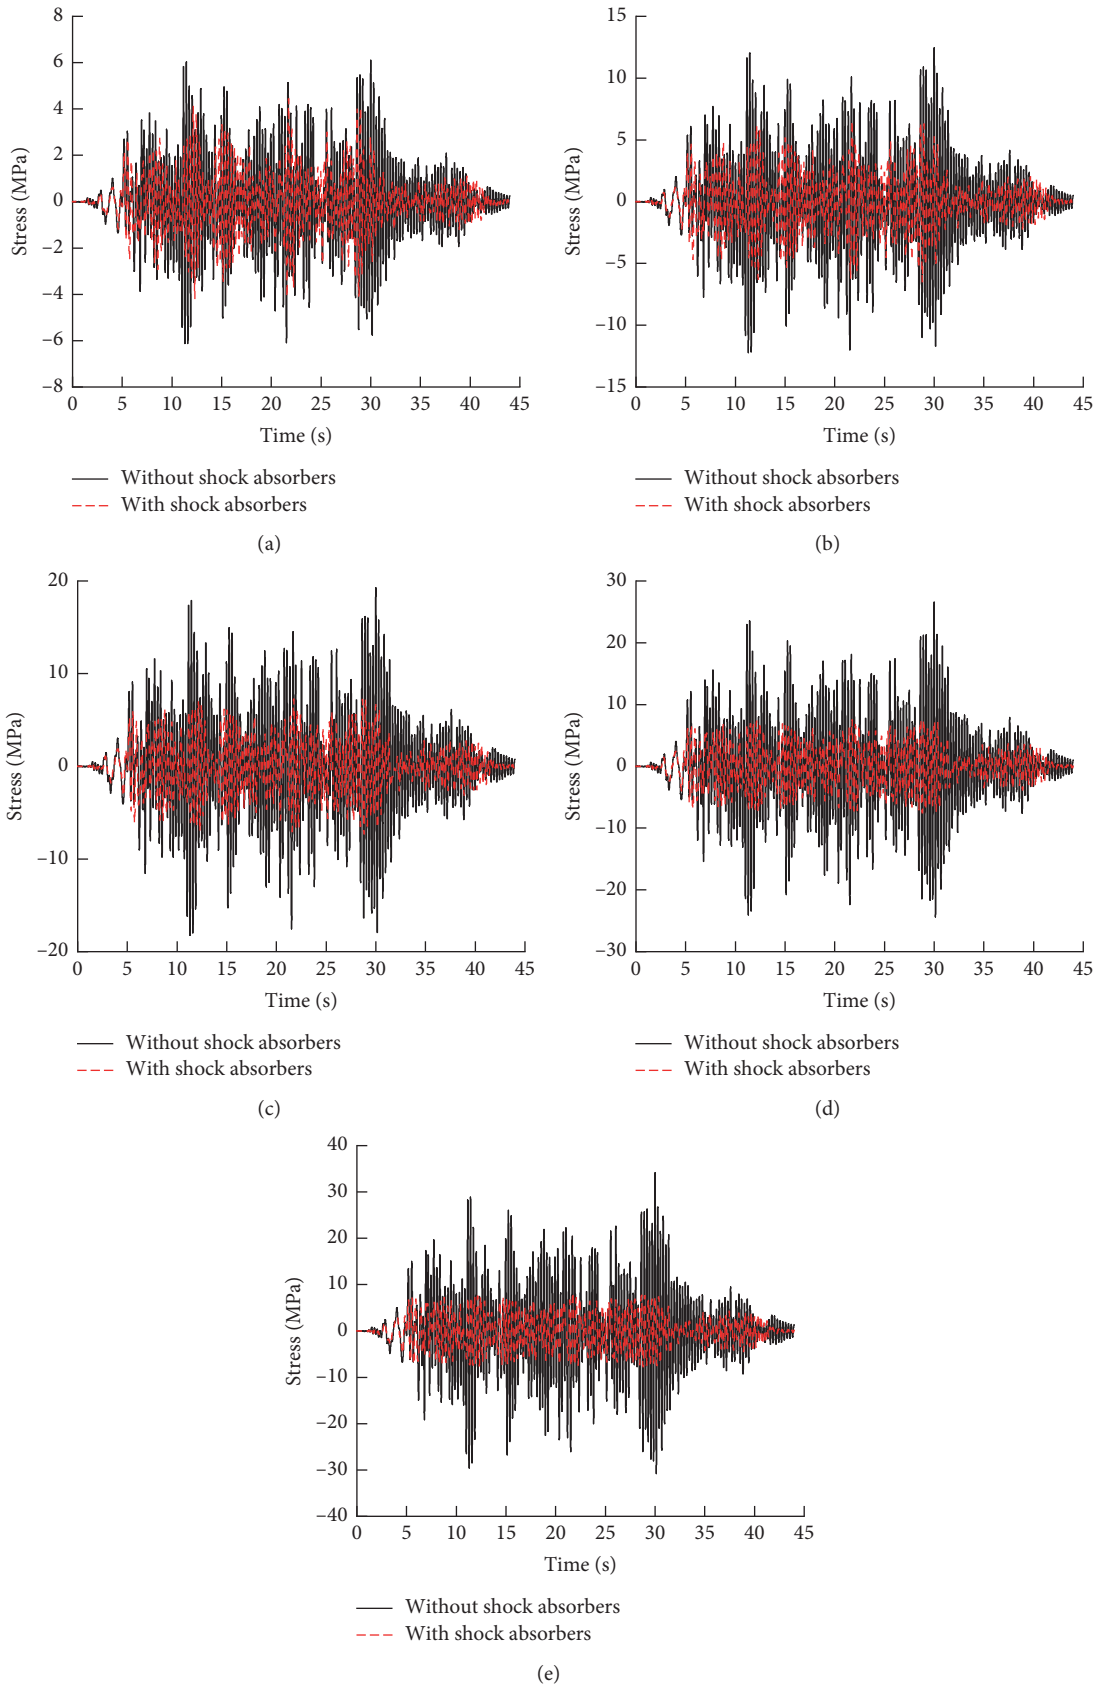 8
6
4
2
0
−2
−4
−6
−8
Stress (MPa)
0 5 10 15 20 25 30 35 40 45
Time (s)
Without shock absorbers
With shock absorbers
(a)
15
10
5
0
−5
−10
−15
Stress (MPa)
0 5 10 15 20 25 30 35 40 45
Time (s)
Without shock absorbers
With shock absorbers
(b)
20
10
0
−10
−20
Stress (MPa)
0 5 10 15 20 25 30 35 40 45
Time (s)
Without shock absorbers
With shock absorbers
(c)
30
20
10
0
−10
−20
−30
Stress (MPa)
0 5 10 15 20 25 30 35 40 45
Time (s)
Without shock absorbers
With shock absorbers
(d)
40
30
20
10
0
−10
−20
−30
−40
Stress (MPa)
0 5 10 15 20 25 30 35 40 45
Time (s)
Without shock absorbers
With shock absorbers
(e)